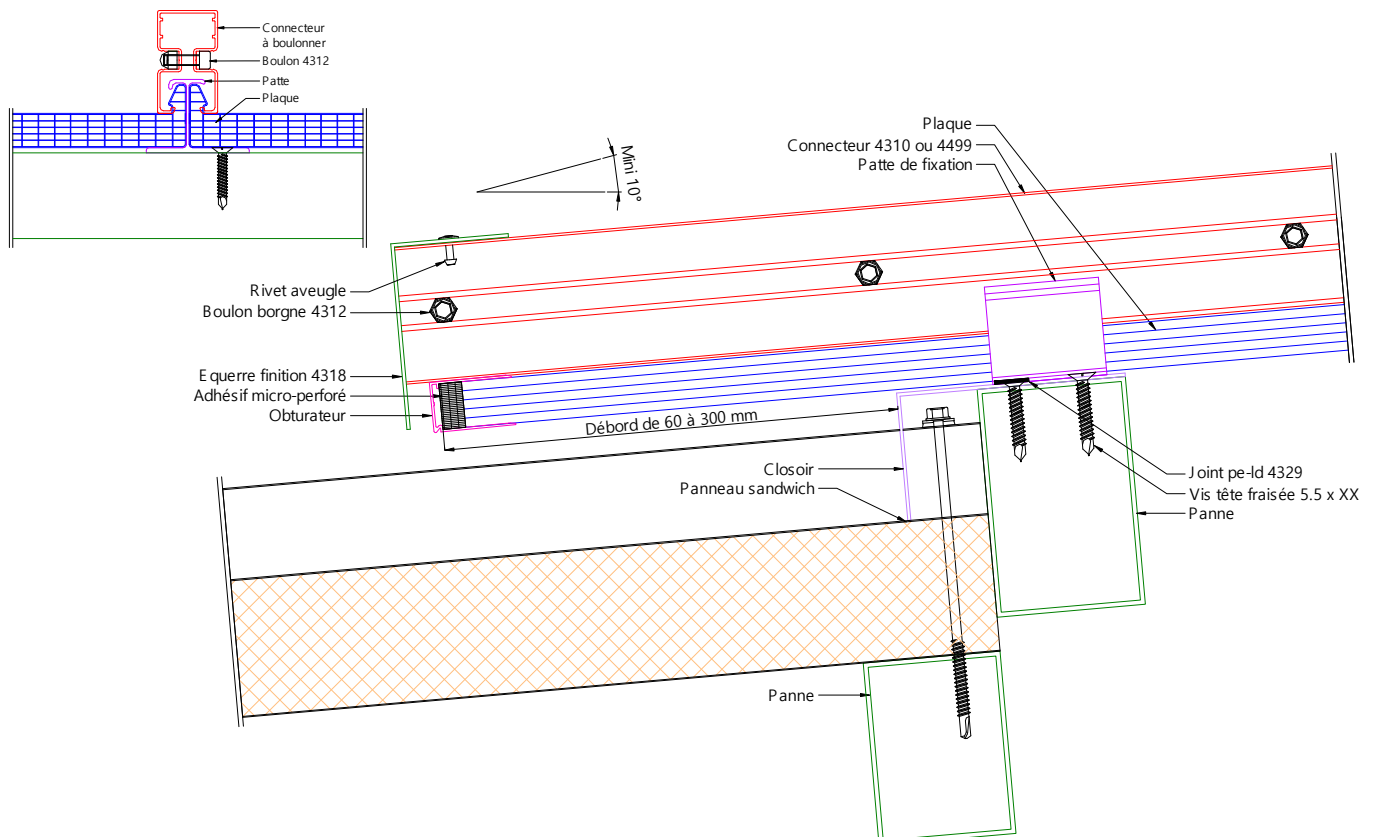 Connecteur
à boulonner
Boulon 4312
Patte
Plaque
Mini 10°
Plaque
Connecteur 4310 ou 4499
Patte de fixation
Rivet aveugle
Boulon borgne 4312
Equerre finition 4318
Adhésif micro-perforé
Obturateur
Débord de 60 à 300 mm
Closoir
Panneau sandwich
Joint pe-ld 4329
Vis tête fraisée 5.5 x XX
Panne
Panne